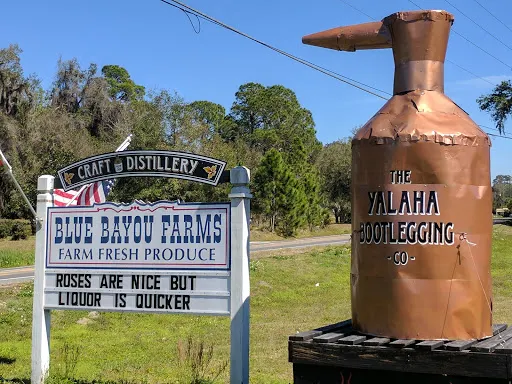 CRAFT DISTILLERY
BLUE BAYOU FARMS
FARM FRESH PRODUCE
ROSES ARE NICE BUT
LIQUOR IS QUICKER
THE
YALAHA
BOOTLEGGING
-CO-